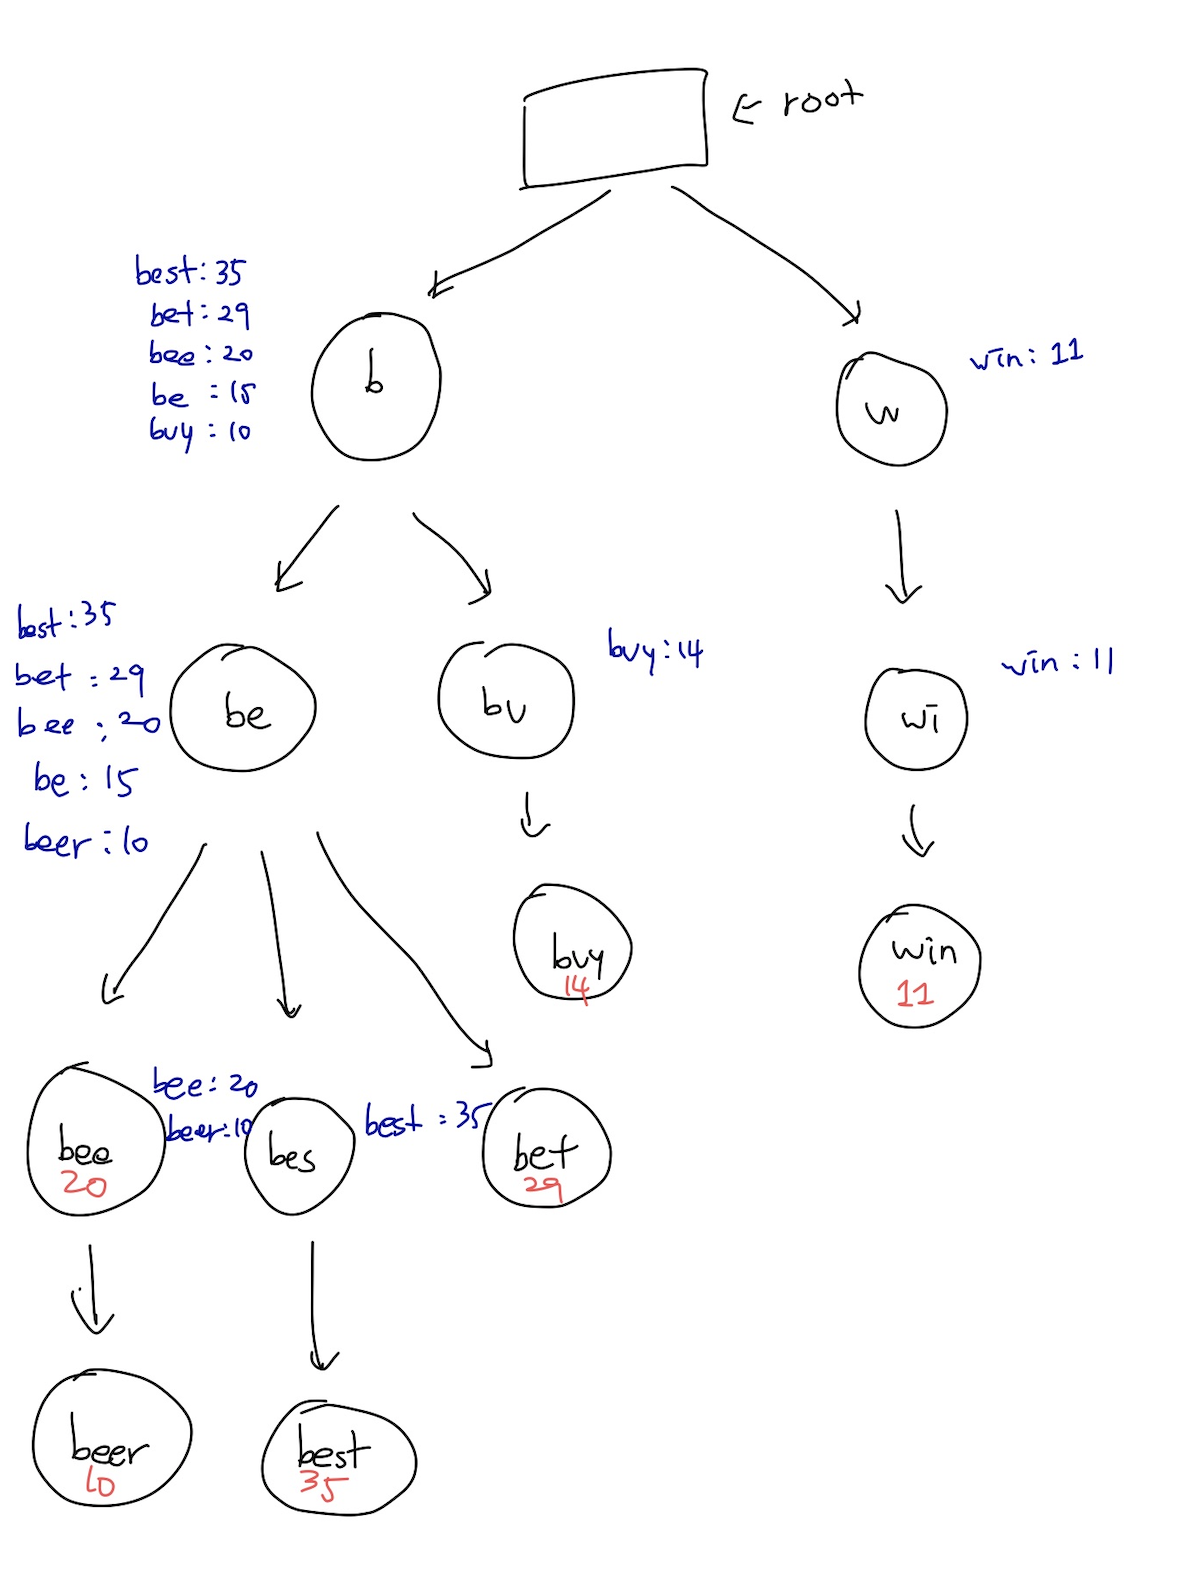 ← root
best: 35
bet: 29
bee: 20
be : 15
buy : 10
b
w
win: 11
best: 35
bet : 29
bee : 20
be : 15
beer : 10
be
bu
buy: 14
wi
win : 11
buy
14
win
11
bee
20
bee: 20
beer: 10
bes
best : 35
bet
29
beer
10
best
35